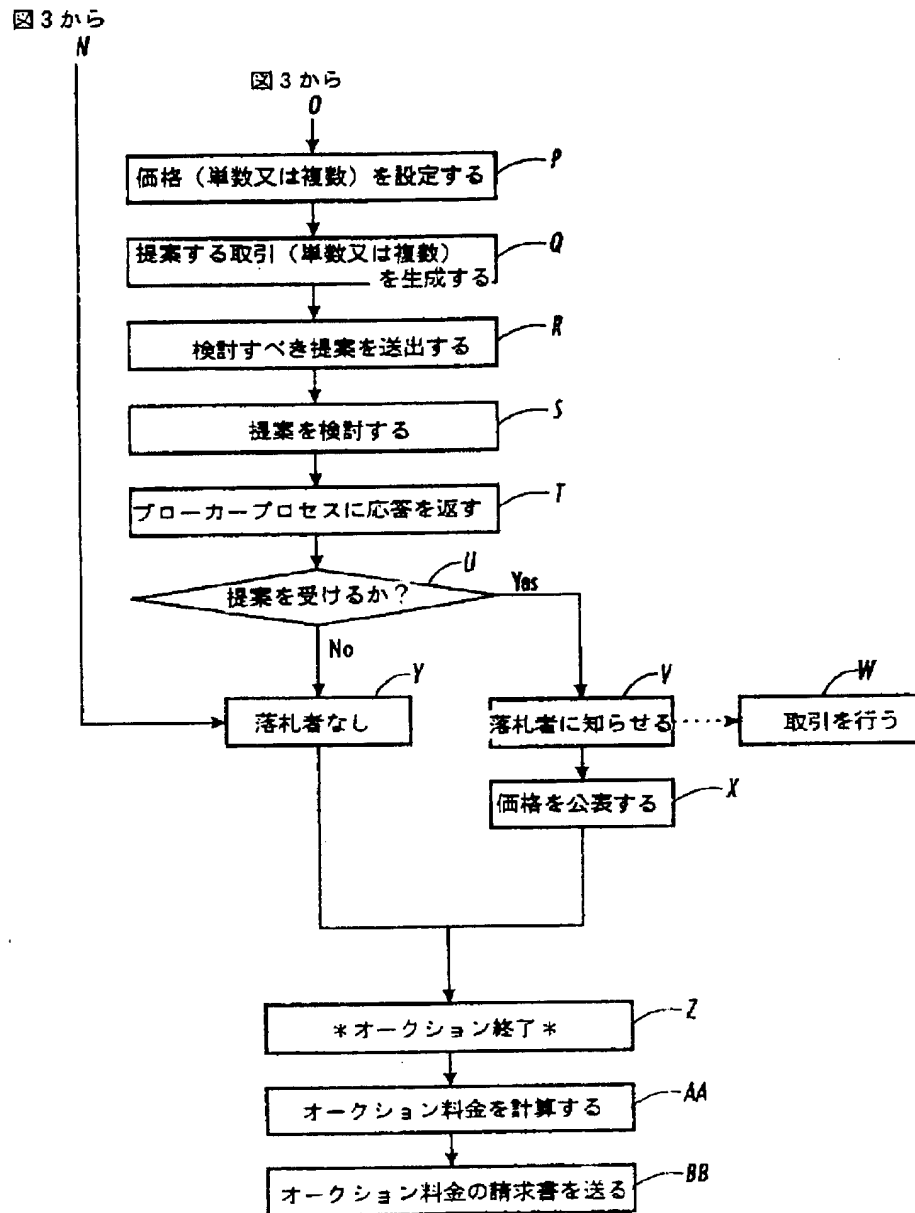 図3から
N
図3から
O
価格（単数又は複数）を設定する
P
提案する取引（単数又は複数）
を生成する
Q
検討すべき提案を送出する
R
提案を検討する
S
ブローカープロセスに応答を返す
T
提案を受けるか？
U
Yes
No
落札者なし
Y
落札者に知らせる
V
取引を行う
W
価格を公表する
X
＊オークション終了＊
Z
オークション料金を計算する
AA
オークション料金の請求書を送る
BB